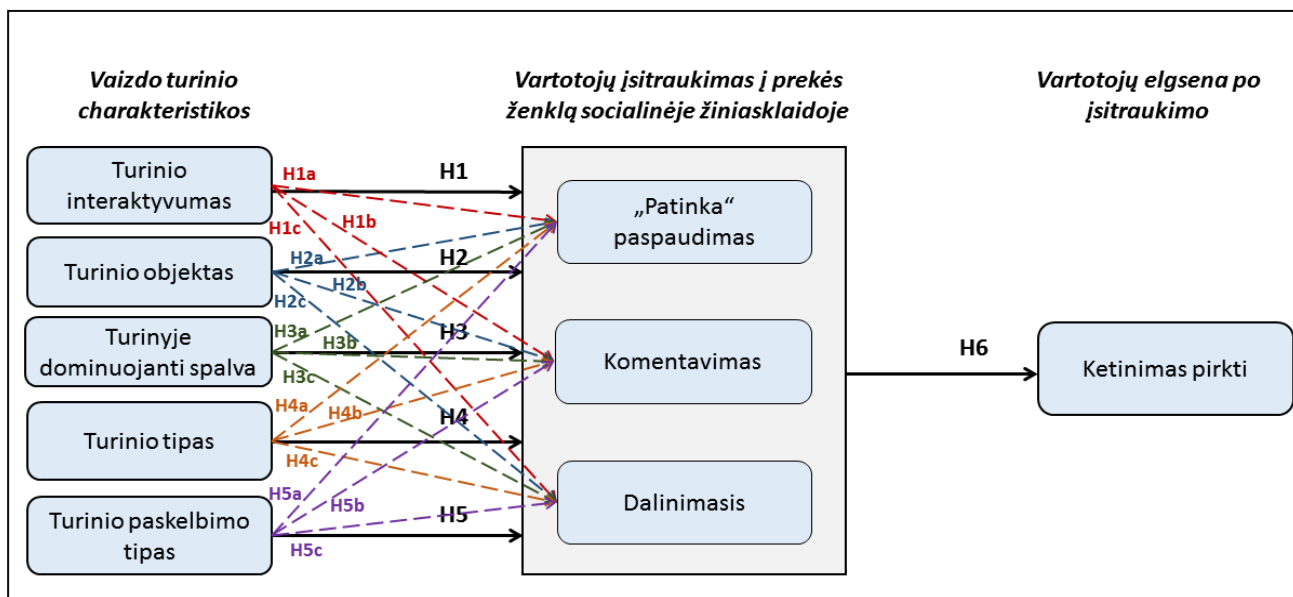 Vaizdo turinio
charakteristikos
Vartotojų įsitraukimas į prekės
ženklą socialinėje žiniasklaidoje
Vartotojų elgsena po
įsitraukimo
Turinio
interaktyvumas
H1a
H1
H1b
H1c
„Patinka“
paspaudimas
Turinio objektas
H2a
H2
H2b
H2c
Turinyje
dominuojanti spalva
H3a
H3
H3b
H3c
Komentavimas
H6
Ketinimas pirkti
Turinio tipas
H4a
H4b
H4
H4c
Dalinimasis
Turinio paskelbimo
tipas
H5a
H5b
H5
H5c